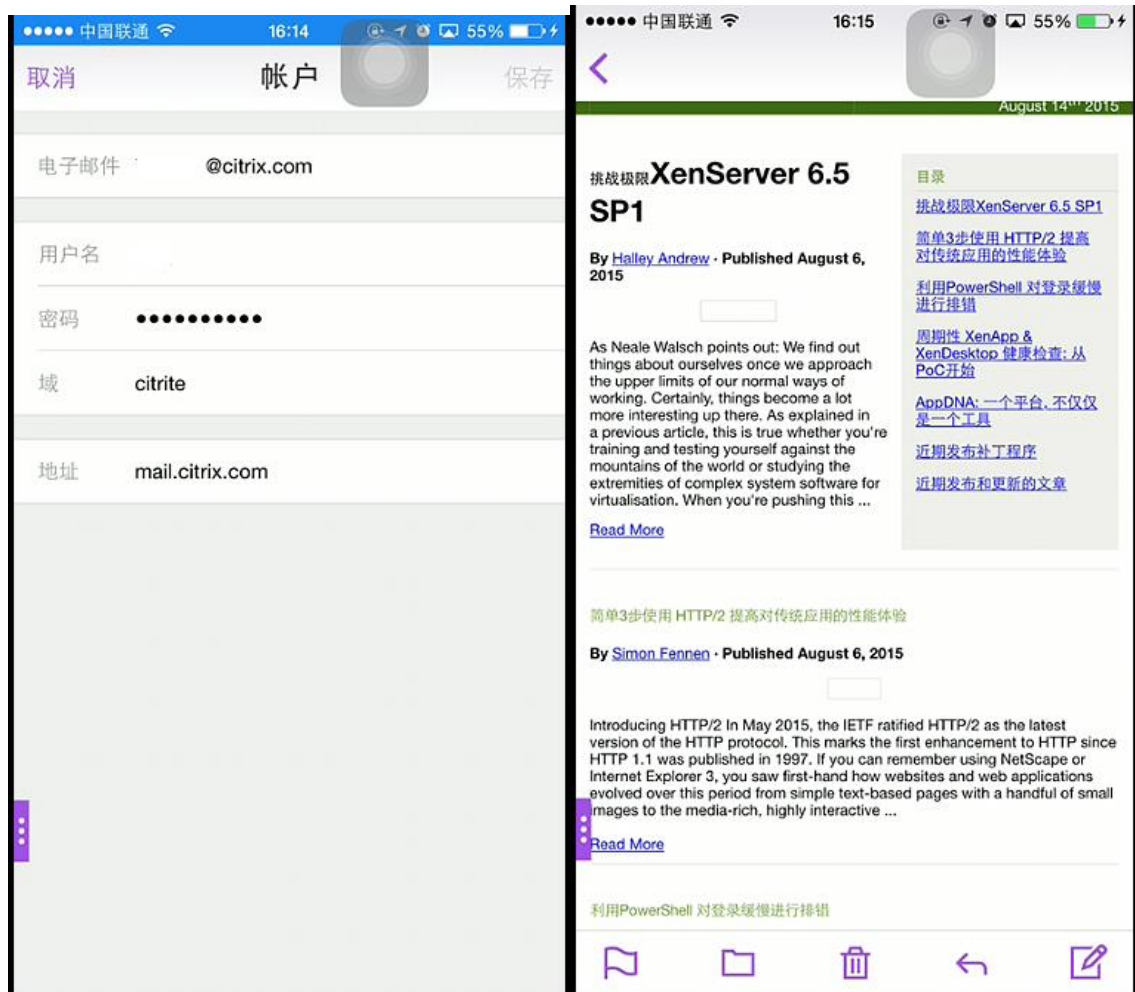 中国联通
16:14
55%
取消
帐户
保存
电子邮件
@citrix.com
用户名
密码
••••••••••
域
citrite
地址
mail.citrix.com
中国联通
16:15
55%
August 14th 2015
挑战极限XenServer 6.5
SP1
By Halley Andrew · Published August 6,
2015
As Neale Walsch points out: We find out
things about ourselves once we approach
the upper limits of our normal ways of
working. Certainly, things become a lot
more interesting up there. As explained in
a previous article, this is true whether you're
training and testing yourself against the
mountains of the world or studying the
extremities of complex system software for
virtualisation. When you're pushing this ...
Read More
目录
挑战极限XenServer 6.5 SP1
简单3步使用 HTTP/2 提高
对传统应用的性能体验
利用PowerShell 对登录缓慢
进行排错
周期性 XenApp &
XenDesktop 健康检查: 从
PoC开始
AppDNA: 一个平台, 不仅仅
是一个工具
近期发布补丁程序
近期发布和更新的文章
简单3步使用 HTTP/2 提高对传统应用的性能体验
By Simon Fennen · Published August 6, 2015
Introducing HTTP/2 In May 2015, the IETF ratified HTTP/2 as the latest
version of the HTTP protocol. This marks the first enhancement to HTTP since
HTTP 1.1 was published in 1997. If you can remember using NetScape or
Internet Explorer 3, you saw first-hand how websites and web applications
evolved over this period from simple text-based pages with a handful of small
images to the media-rich, highly interactive ...
Read More
利用PowerShell 对登录缓慢进行排错